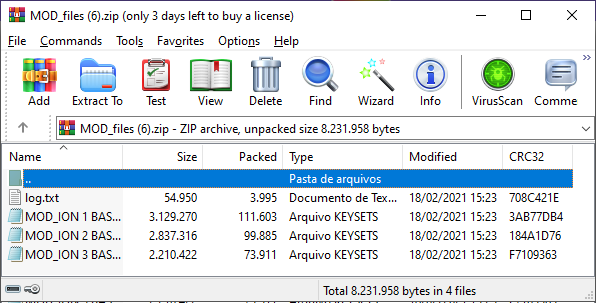 MOD_files (6).zip (only 3 days left to buy a license)
File Commands Tools Favorites Options Help
Add Extract To Test View Delete Find Wizard Info VirusScan Comme
MOD_files (6).zip - ZIP archive, unpacked size 8.231.958 bytes
Name Size Packed Type Modified CRC32
.. Pasta de arquivos
log.txt 54.950 3.995 Documento de Tex... 18/02/2021 15:23 708C421E
MOD_ION 1 BAS... 3.129.270 111.603 Arquivo KEYSETS 18/02/2021 15:23 3AB77DB4
MOD_ION 2 BAS... 2.837.316 99.885 Arquivo KEYSETS 18/02/2021 15:23 184A1D76
MOD_ION 3 BAS... 2.210.422 73.911 Arquivo KEYSETS 18/02/2021 15:23 F7109363
Total 8.231.958 bytes in 4 files